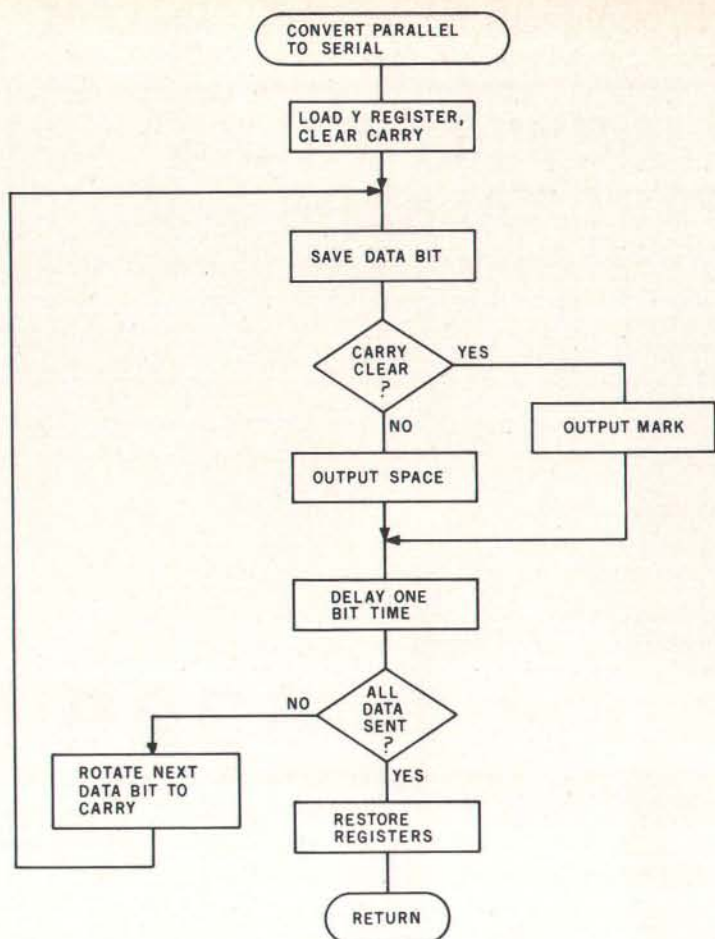 CONVERT PARALLEL
TO SERIAL
LOAD Y REGISTER,
CLEAR CARRY
SAVE DATA BIT
CARRY
CLEAR
?
YES
NO
OUTPUT MARK
OUTPUT SPACE
DELAY ONE
BIT TIME
ALL
DATA
SENT
?
NO
YES
ROTATE NEXT
DATA BIT TO
CARRY
RESTORE
REGISTERS
RETURN